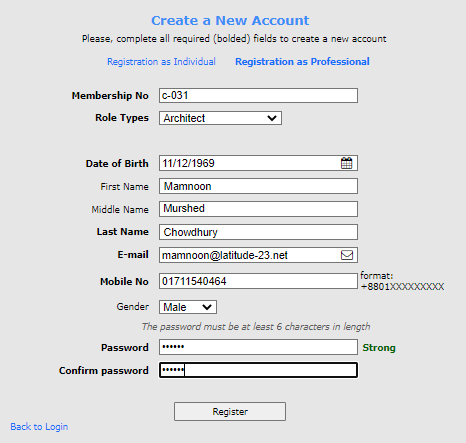 Create a New Account
Please, complete all required (bolded) fields to create a new account
Registration as Individual Registration as Professional
Membership No c-031
Role Types Architect
Date of Birth 11/12/1969
First Name Mamnoon
Middle Name Murshed
Last Name Chowdhury
E-mail mamnoon@latitude-23.net
Mobile No 01711540464 format: +8801XXXXXXXXX
Gender Male
The password must be at least 6 characters in length
Password •••••• Strong
Confirm password ••••••
Register
Back to Login